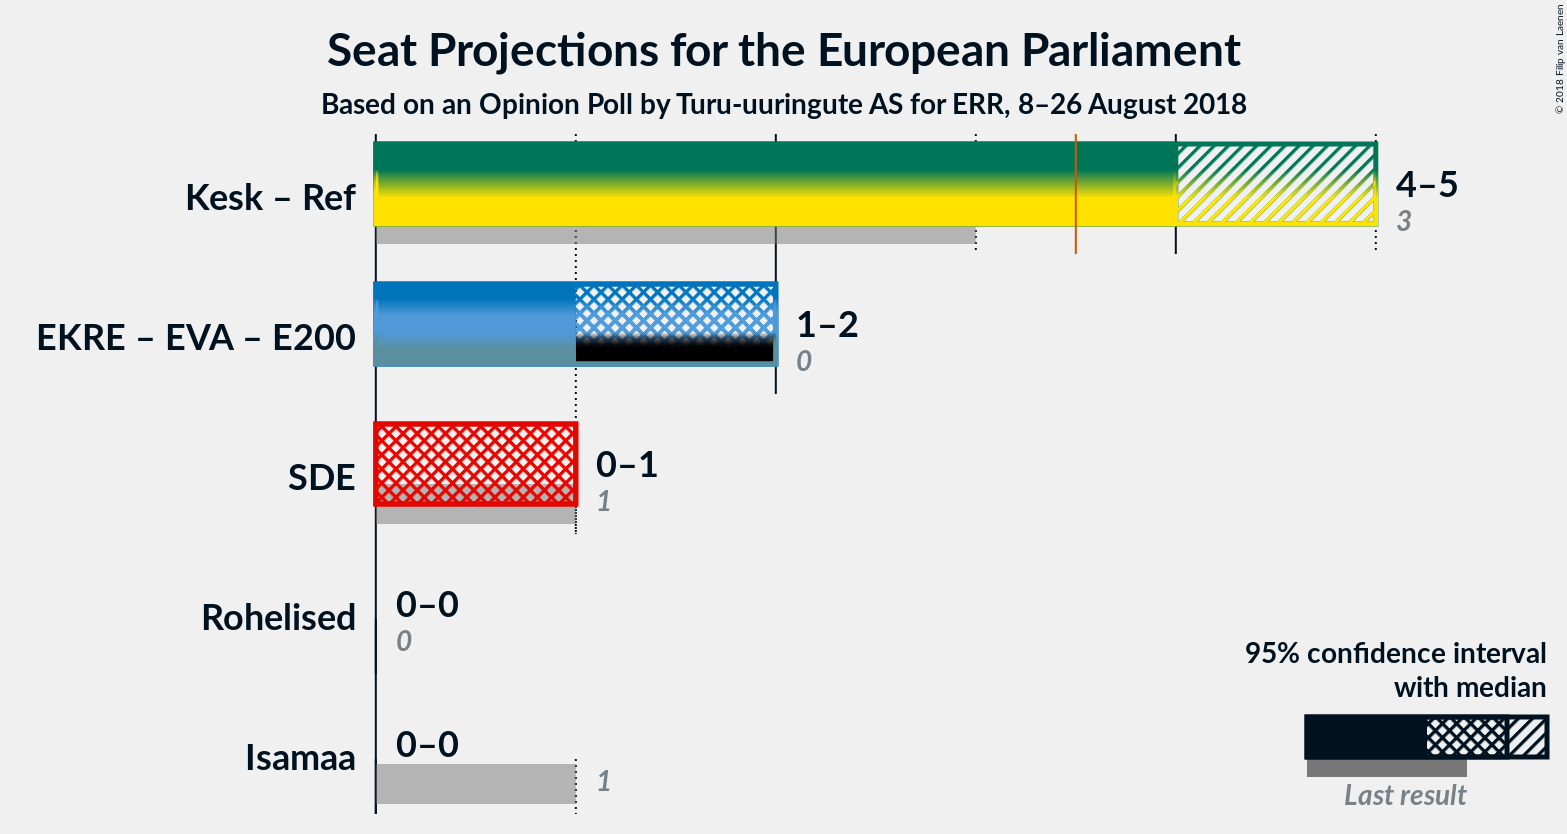 Seat Projections for the European Parliament
Based on an Opinion Poll by Turu-uuringute AS for ERR, 8–26 August 2018
© 2018 Filip van Laenen
Kesk – Ref
4–5
3
EKRE – EVA – E200
1–2
0
SDE
0–1
1
Rohelised
0–0
0
Isamaa
0–0
1
95% confidence interval
with median
Last result